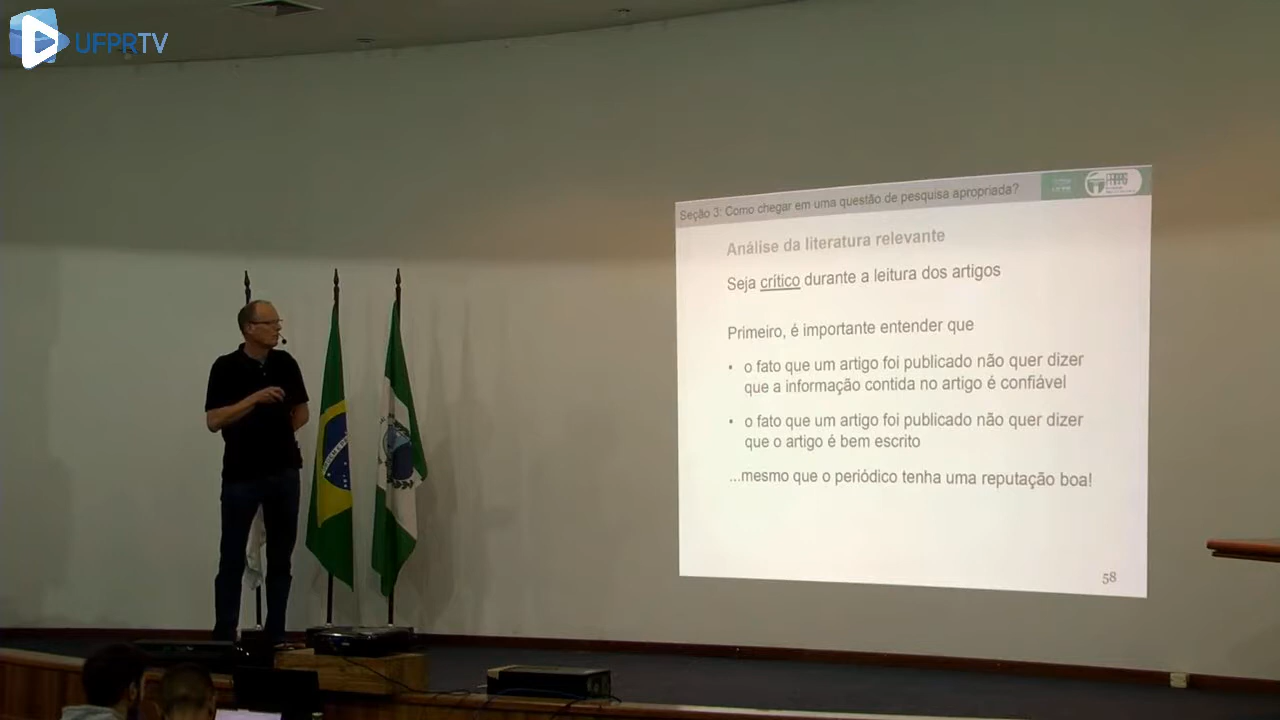 UFPRTV
Seção 3: Como chegar em uma questão de pesquisa apropriada?
Análise da literatura relevante
Seja crítico durante a leitura dos artigos
Primeiro, é importante entender que
• o fato que um artigo foi publicado não quer dizer
que a informação contida no artigo é confiável
• o fato que um artigo foi publicado não quer dizer
que o artigo é bem escrito
...mesmo que o periódico tenha uma reputação boa!
58